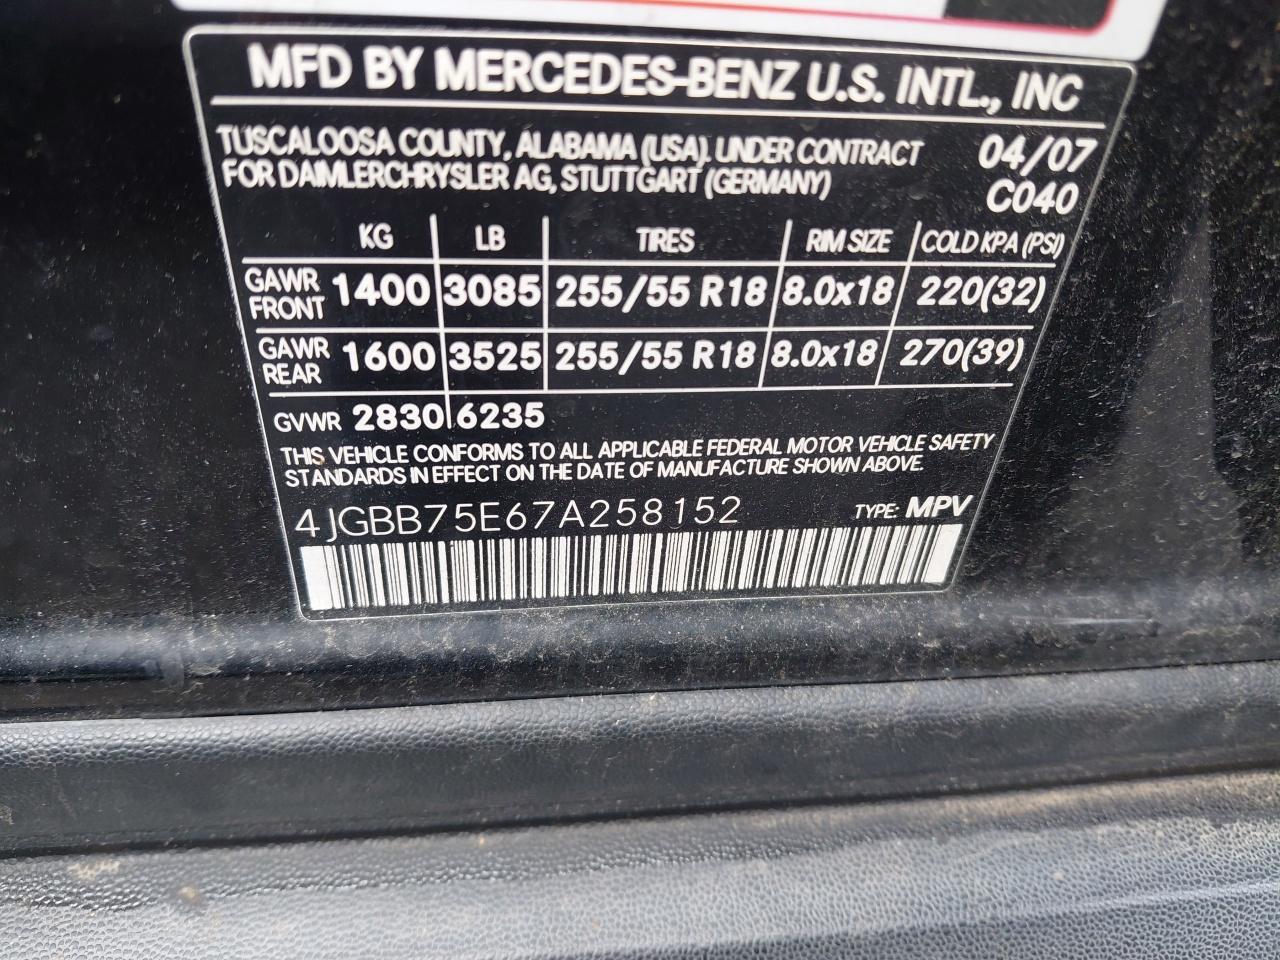 MFD BY MERCEDES-BENZ U.S. INTL., INC
TUSCALOOSA COUNTY, ALABAMA (USA). UNDER CONTRACT 04/07
FOR DAIMLERCHRYSLER AG, STUTTGART (GERMANY) C040
KG LB TIRES RIM SIZE COLD KPA (PSI)
GAWR FRONT 1400 3085 255/55 R18 8.0x18 220(32)
GAWR REAR 1600 3525 255/55 R18 8.0x18 270(39)
GVWR 2830 6235
THIS VEHICLE CONFORMS TO ALL APPLICABLE FEDERAL MOTOR VEHICLE SAFETY
STANDARDS IN EFFECT ON THE DATE OF MANUFACTURE SHOWN ABOVE.
4JGBB75E67A258152 TYPE: MPV